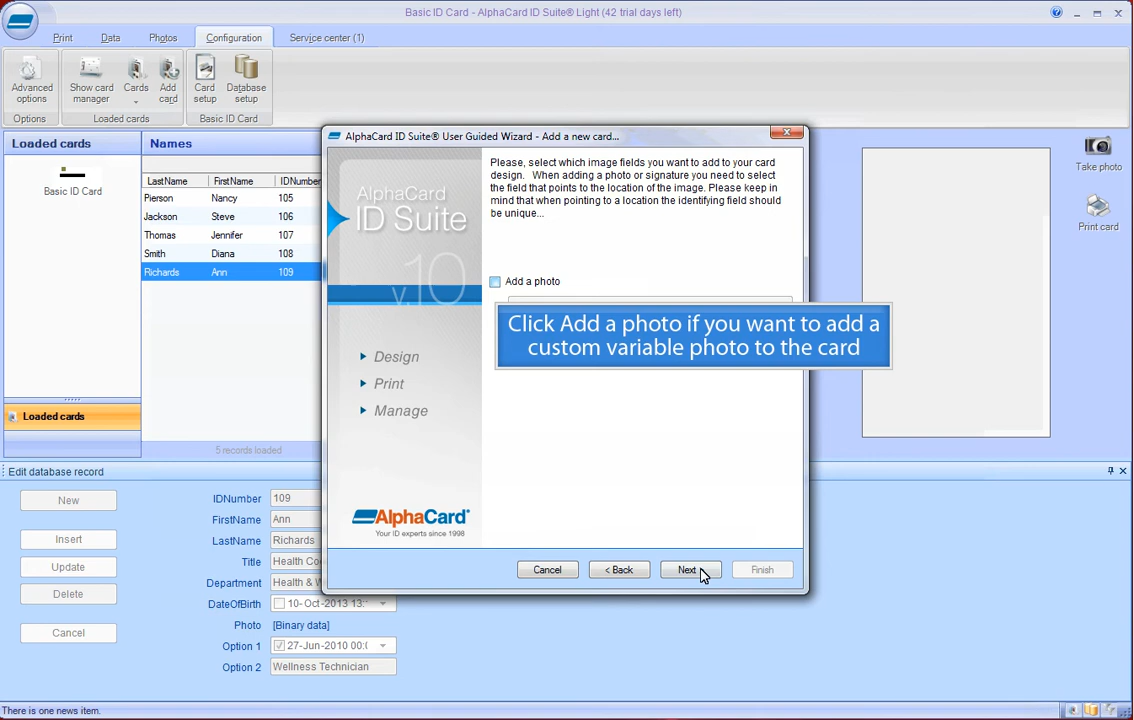 Basic ID Card - AlphaCard ID Suite® Light (42 trial days left)
Print
Data
Photos
Configuration
Service center (1)
Advanced options
Show card manager
Cards
Add card
Card setup
Database setup
Options
Loaded cards
Basic ID Card
Loaded cards
Basic ID Card
Loaded cards
Names
LastName FirstName IDNumber
Pierson Nancy 105
Jackson Steve 106
Thomas Jennifer 107
Smith Diana 108
Richards Ann 109
5 records loaded
AlphaCard ID Suite® User Guided Wizard - Add a new card...
AlphaCard
ID Suite
v.10
Design
Print
Manage
AlphaCard®
Your ID experts since 1998
Please, select which image fields you want to add to your card
design. When adding a photo or signature you need to select
the field that points to the location of the image. Please keep in
mind that when pointing to a location the identifying field should
be unique...
Add a photo
Click Add a photo if you want to add a
custom variable photo to the card
Cancel
< Back
Next
Finish
Take photo
Print card
Edit database record
New
Insert
Update
Delete
Cancel
IDNumber 109
FirstName Ann
LastName Richards
Title Health Co
Department Health & W
DateOfBirth 10-Oct-2013 13:
Photo [Binary data]
Option 1 27-Jun-2010 00:(
Option 2 Wellness Technician
There is one news item.